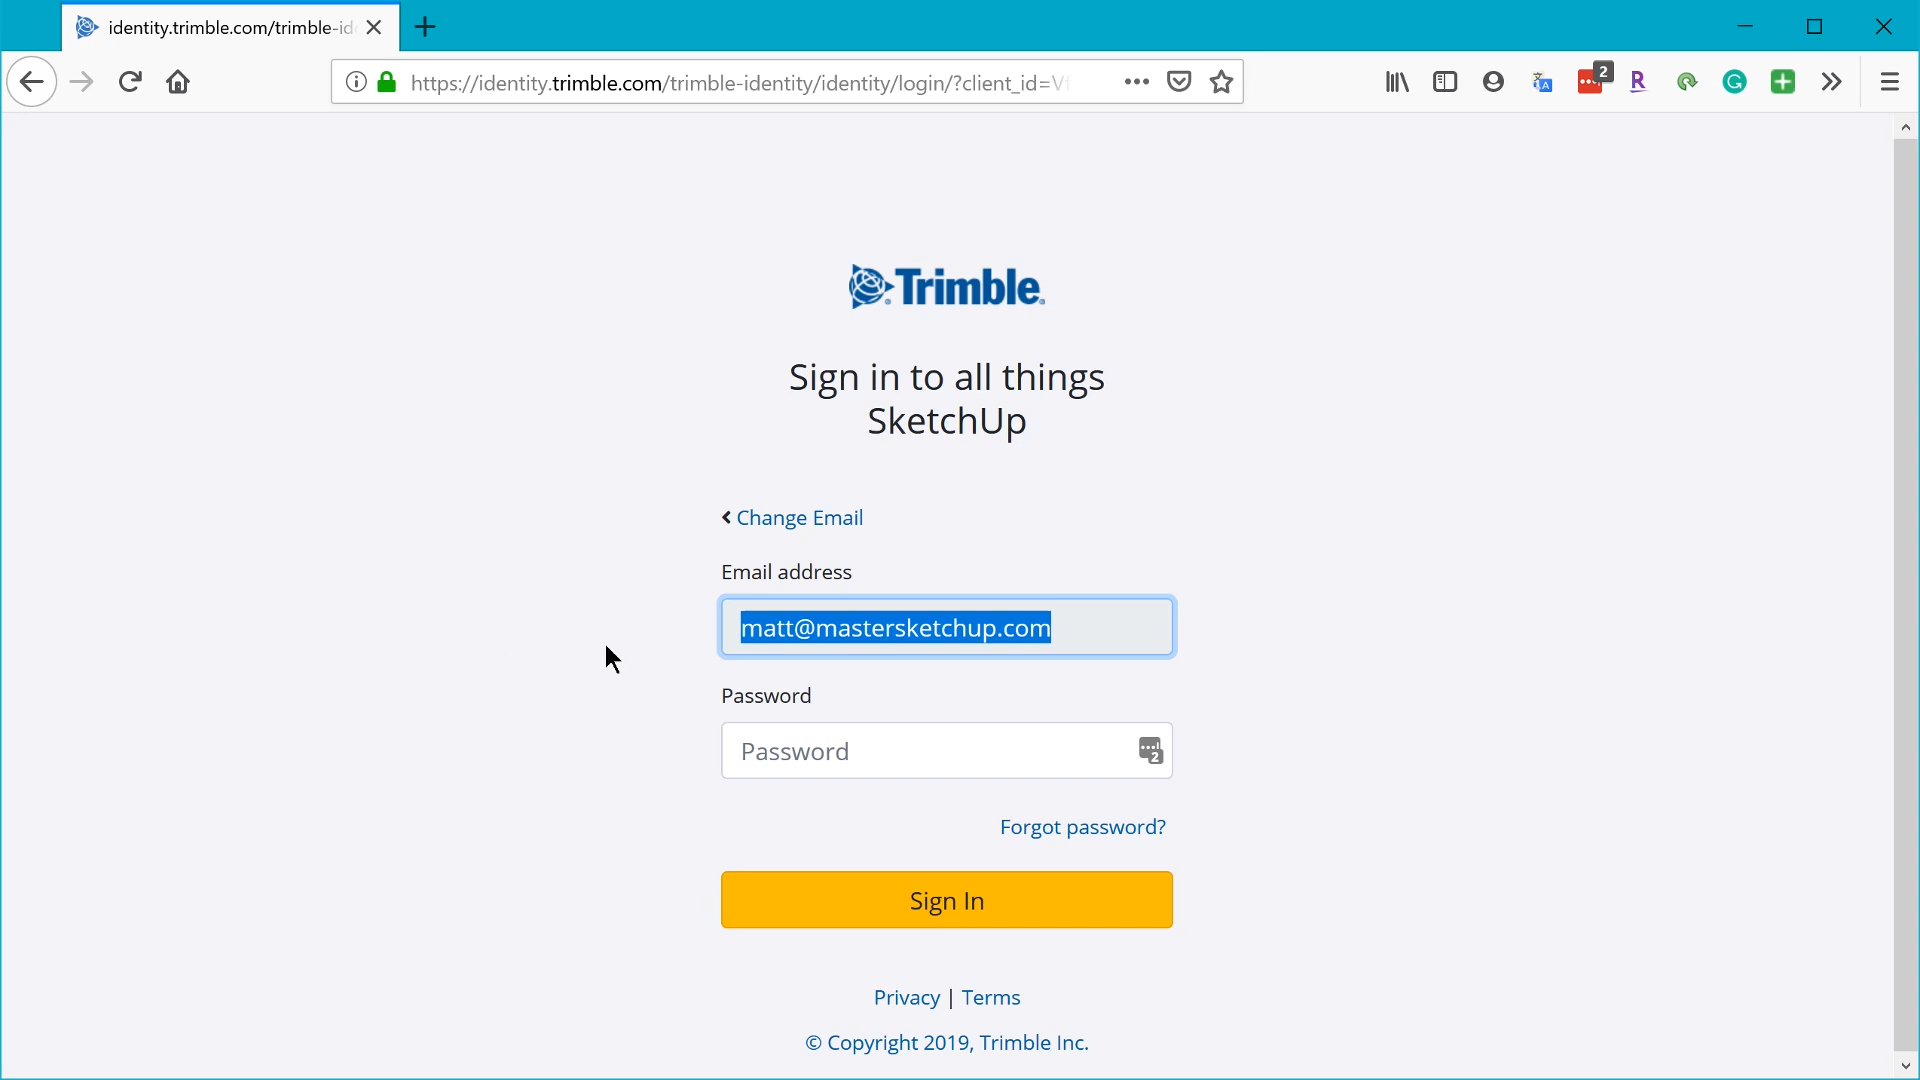 identity.trimble.com/trimble-id
https://identity.trimble.com/trimble-identity/identity/login/?client_id=V
2
Trimble
Sign in to all things
SketchUp
Change Email
Email address
matt@mastersketchup.com
Password
Password
2
Forgot password?
Sign In
Privacy | Terms
© Copyright 2019, Trimble Inc.